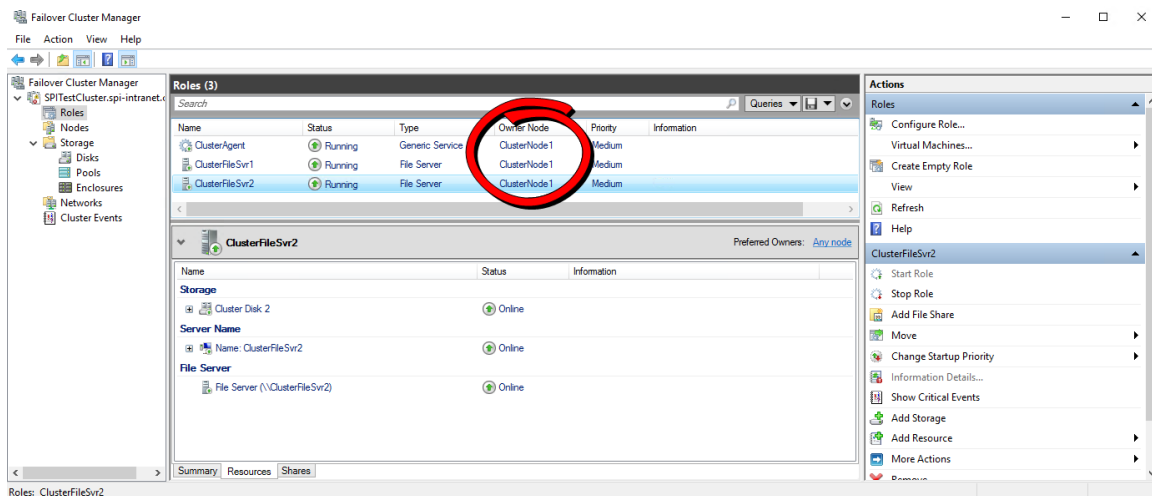 Failover Cluster Manager
File Action View Help
Failover Cluster Manager
SPITestCluster.spi-intranet.
Roles
Nodes
Storage
Disks
Pools
Enclosures
Networks
Cluster Events
Roles (3)
Search
Queries
Name Status Type Owner Node Priority Information
ClusterAgent Running Generic Service ClusterNode1 Medium
ClusterFileSvr1 Running File Server ClusterNode1 Medium
ClusterFileSvr2 Running File Server ClusterNode1 Medium
ClusterFileSvr2 Preferred Owners: Any node
Name Status Information
Storage
Cluster Disk 2 Online
Server Name
Name: ClusterFileSvr2 Online
File Server
File Server (\\ClusterFileSvr2) Online
Summary Resources Shares
Actions
Roles
Configure Role...
Virtual Machines...
Create Empty Role
View
Refresh
Help
ClusterFileSvr2
Start Role
Stop Role
Add File Share
Move
Change Startup Priority
Information Details...
Show Critical Events
Add Storage
Add Resource
More Actions
Remove
Roles: ClusterFileSvr2